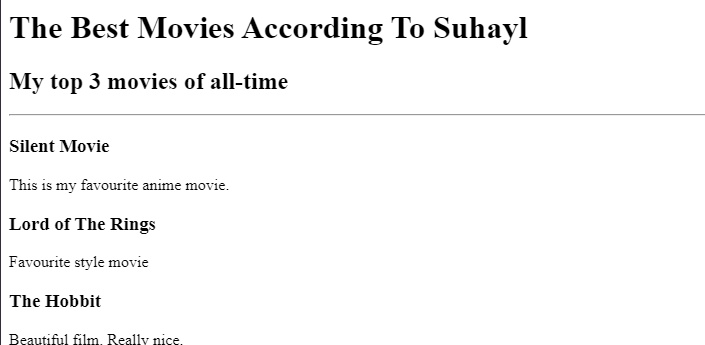 The Best Movies According To Suhayl
My top 3 movies of all-time
Silent Movie
This is my favourite anime movie.
Lord of The Rings
Favourite style movie
The Hobbit
Beautiful film. Really nice.